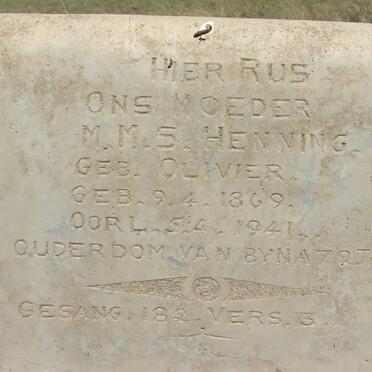 HIER RUS
ONS MOEDER
M.M.S. HENNING.
GEB. OLIVIER.
GEB. 9.4. 1869.
OORL. 5.4. 1941.
OUDERDOM VAN BYNA 72 J
GESANG. 182. VERS. 3.